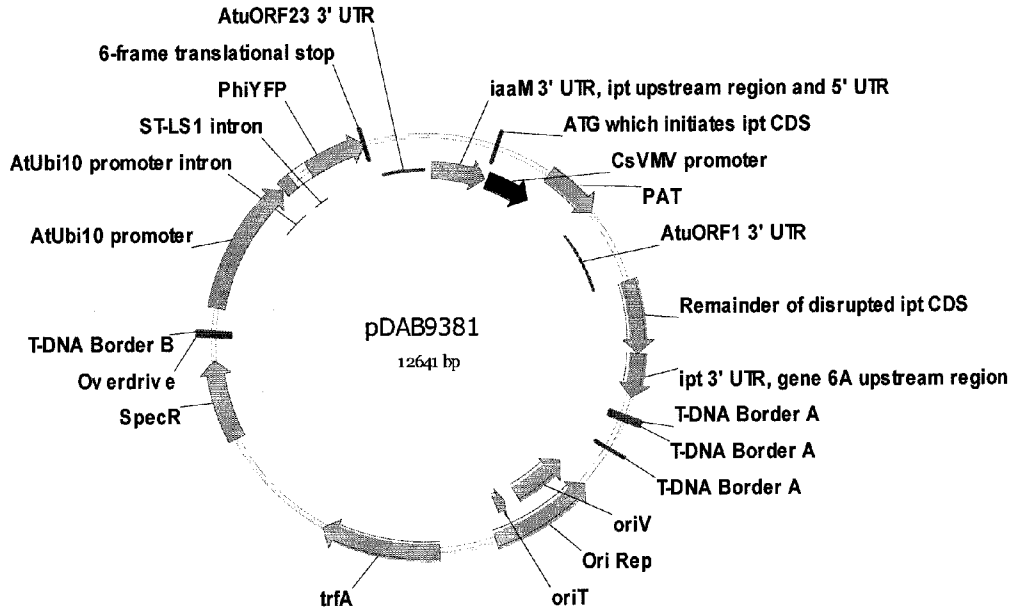 AtuORF23 3' UTR
6-frame translational stop
PhiYFP
ST-LS1 intron
AtUbi10 promoter intron
AtUbi10 promoter
T-DNA Border B
Overdrive
SpecR
trfA
iaaM 3' UTR, ipt upstream region and 5' UTR
ATG which initiates ipt CDS
CsVMV promoter
PAT
AtuORF1 3' UTR
Remainder of disrupted ipt CDS
ipt 3' UTR, gene 6A upstream region
T-DNA Border A
T-DNA Border A
T-DNA Border A
oriV
Ori Rep
oriT
pDAB9381
12641 bp